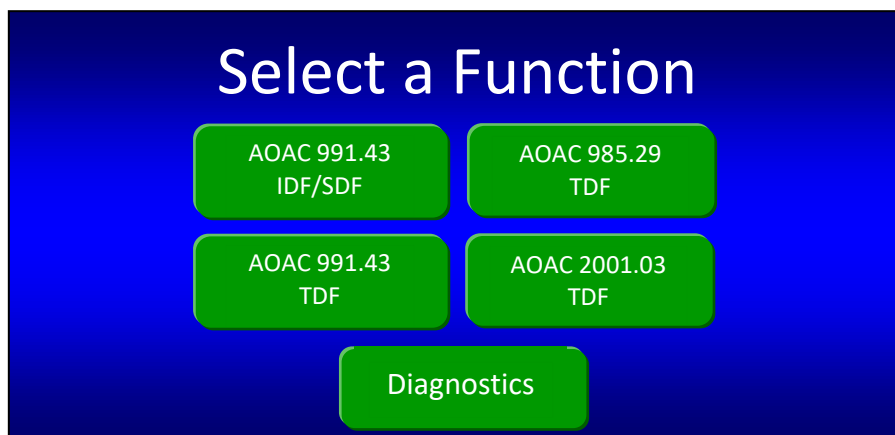 Select a Function
AOAC 991.43
IDF/SDF
AOAC 985.29
TDF
AOAC 991.43
TDF
AOAC 2001.03
TDF
Diagnostics